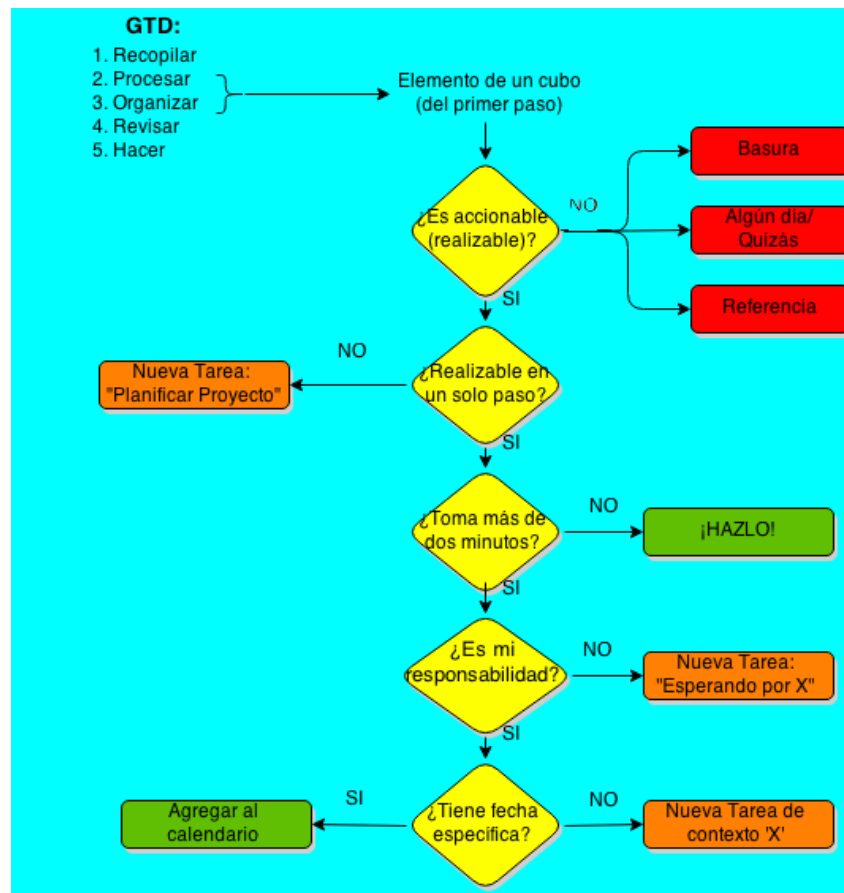 GTD:
1. Recopilar
2. Procesar
3. Organizar
4. Revisar
5. Hacer
Elemento de un cubo
(del primer paso)
¿Es accionable
(realizable)?
NO
Basura
Algún día/
Quizás
Referencia
SI
¿Realizable en
un solo paso?
NO
Nueva Tarea:
"Planificar Proyecto"
SI
¿Toma más de
dos minutos?
NO
¡HAZLO!
SI
¿Es mi
responsabilidad?
NO
Nueva Tarea:
"Esperando por X"
SI
¿Tiene fecha
específica?
SI
Agregar al
calendario
NO
Nueva Tarea de
contexto 'X'